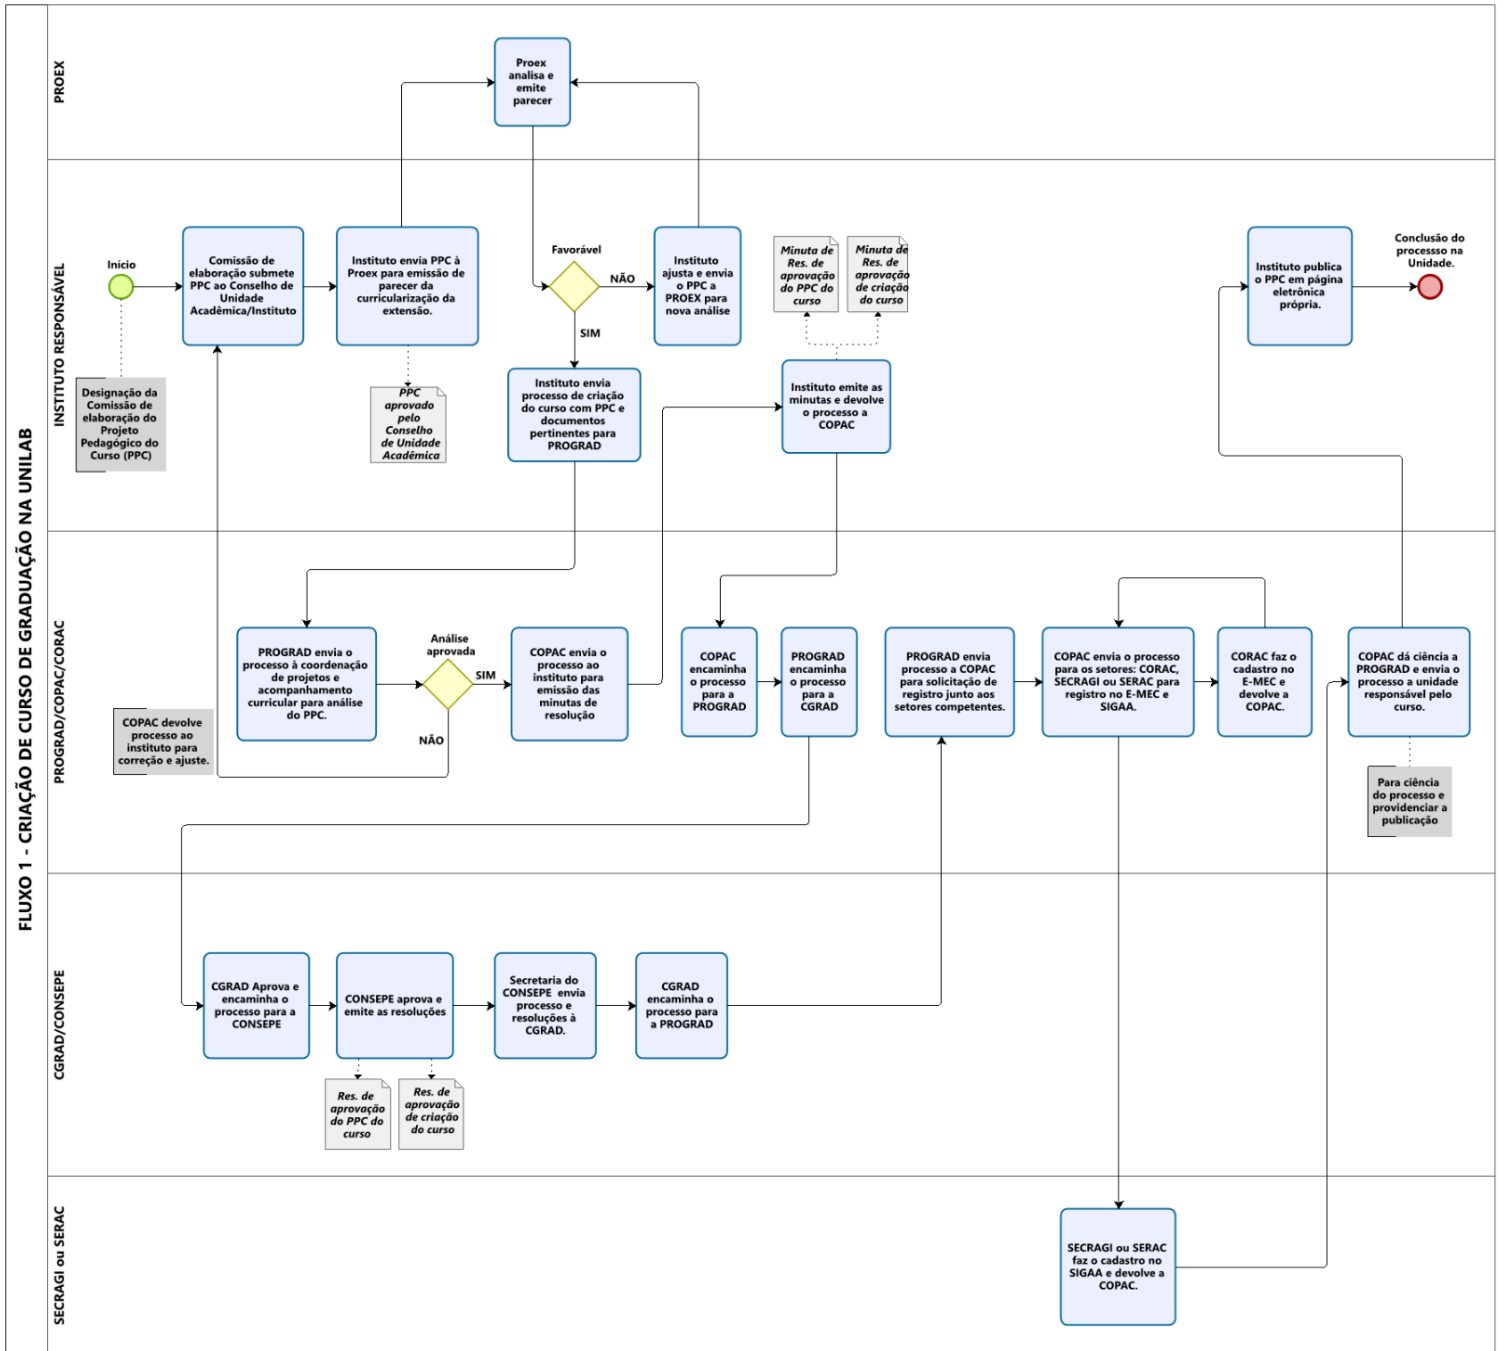 FLUXO 1 - CRIAÇÃO DE CURSO DE GRADUAÇÃO NA UNILAB
PROEX
Proex
analisa e
emite
parecer
INSTITUTO RESPONSÁVEL
Início
Designação da
Comissão de
elaboração do
Projeto
Pedagógico do
Curso (PPC)
Comissão de
elaboração submete
PPC ao Conselho de
Unidade
Acadêmica/Instituto
Instituto envia PPC à
Proex para emissão de
parecer da
curricularização da
extensão.
PPC
aprovado
pelo
Conselho
de Unidade
Acadêmica
Favorável
NÃO
SIM
Instituto
ajusta e envia
o PPC a
PROEX para
nova análise
Instituto envia
processo de criação
do curso com PPC e
documentos
pertinentes para
PROGRAD
Minuta de
Res. de
aprovação
do PPC do
curso
Minuta de
Res. de
aprovação
de criação
do curso
Instituto emite as
minutas e devolve
o processo a
COPAC
Instituto publica
o PPC em página
eletrônica
própria.
Conclusão do
processso na
Unidade.
PROGRAD/COPAC/CORAC
COPAC devolve
processo ao
instituto para
correção e ajuste.
PROGRAD envia o
processo à coordenação
de projetos e
acompanhamento
curricular para análise
do PPC.
Análise
aprovada
SIM
NÃO
COPAC envia o
processo ao
instituto para
emissão das
minutas de
resolução
COPAC
encaminha
o processo
para a
PROGRAD
PROGRAD
encaminha
o processo
para a
CGRAD
PROGRAD envia
processo a COPAC
para solicitação de
registro junto aos
setores competentes.
COPAC envia o processo
para os setores: CORAC,
SECRAGI ou SERAC para
registro no E-MEC e
SIGAA.
CORAC faz o
cadastro no
E-MEC e
devolve a
COPAC.
COPAC dá ciência a
PROGRAD e envia o
processo a unidade
responsável pelo
curso.
Para ciência
do processo e
providenciar a
publicação
CGRAD/CONSEPE
CGRAD Aprova e
encaminha o
processo para a
CONSEPE
CONSEPE aprova e
emite as resoluções
Res. de
aprovação
do PPC do
curso
Res. de
aprovação
de criação
do curso
Secretaria do
CONSEPE envia
processo e
resoluções à
CGRAD.
CGRAD
encaminha o
processo para
a PROGRAD
SECRAGI ou SERAC
SECRAGI ou SERAC
faz o cadastro no
SIGAA e devolve a
COPAC.